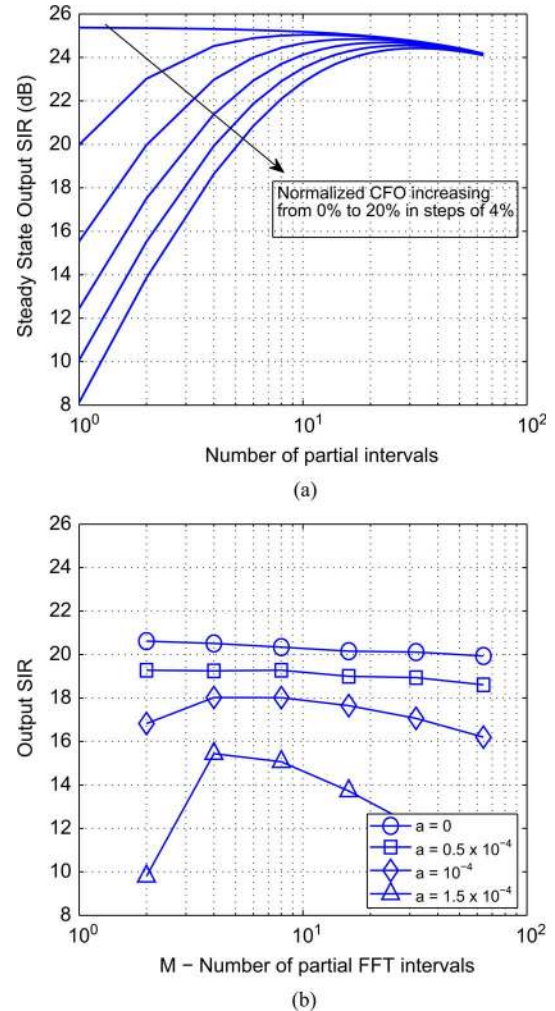 26
24
22
20
18
16
14
12
10
8
Steady State Output SIR (dB)
Normalized CFO increasing
from 0% to 20% in steps of 4%
10^0
10^1
10^2
Number of partial intervals
(a)
26
24
22
20
18
16
14
12
10
8
Output SIR
a = 0
a = 0.5 x 10^−4
a = 10^−4
a = 1.5 x 10^−4
10^0
10^1
10^2
M − Number of partial FFT intervals
(b)